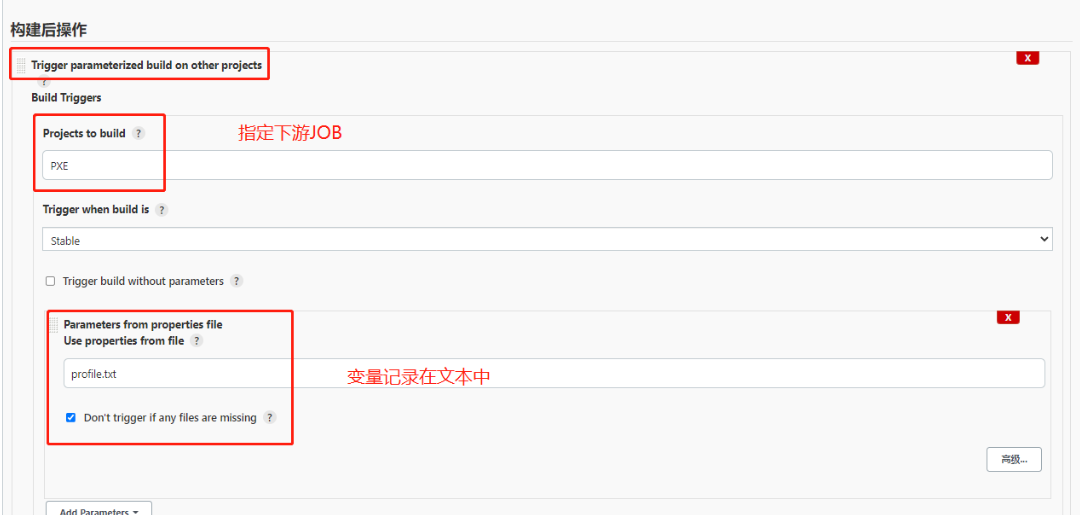 构建后操作
Trigger parameterized build on other projects
X
?
Build Triggers
Projects to build ?
指定下游JOB
PXE
Trigger when build is ?
Stable
Trigger build without parameters ?
Parameters from properties file
X
Use properties from file ?
profile.txt
变量记录在文本中
Don't trigger if any files are missing ?
高级...
Add Parameters